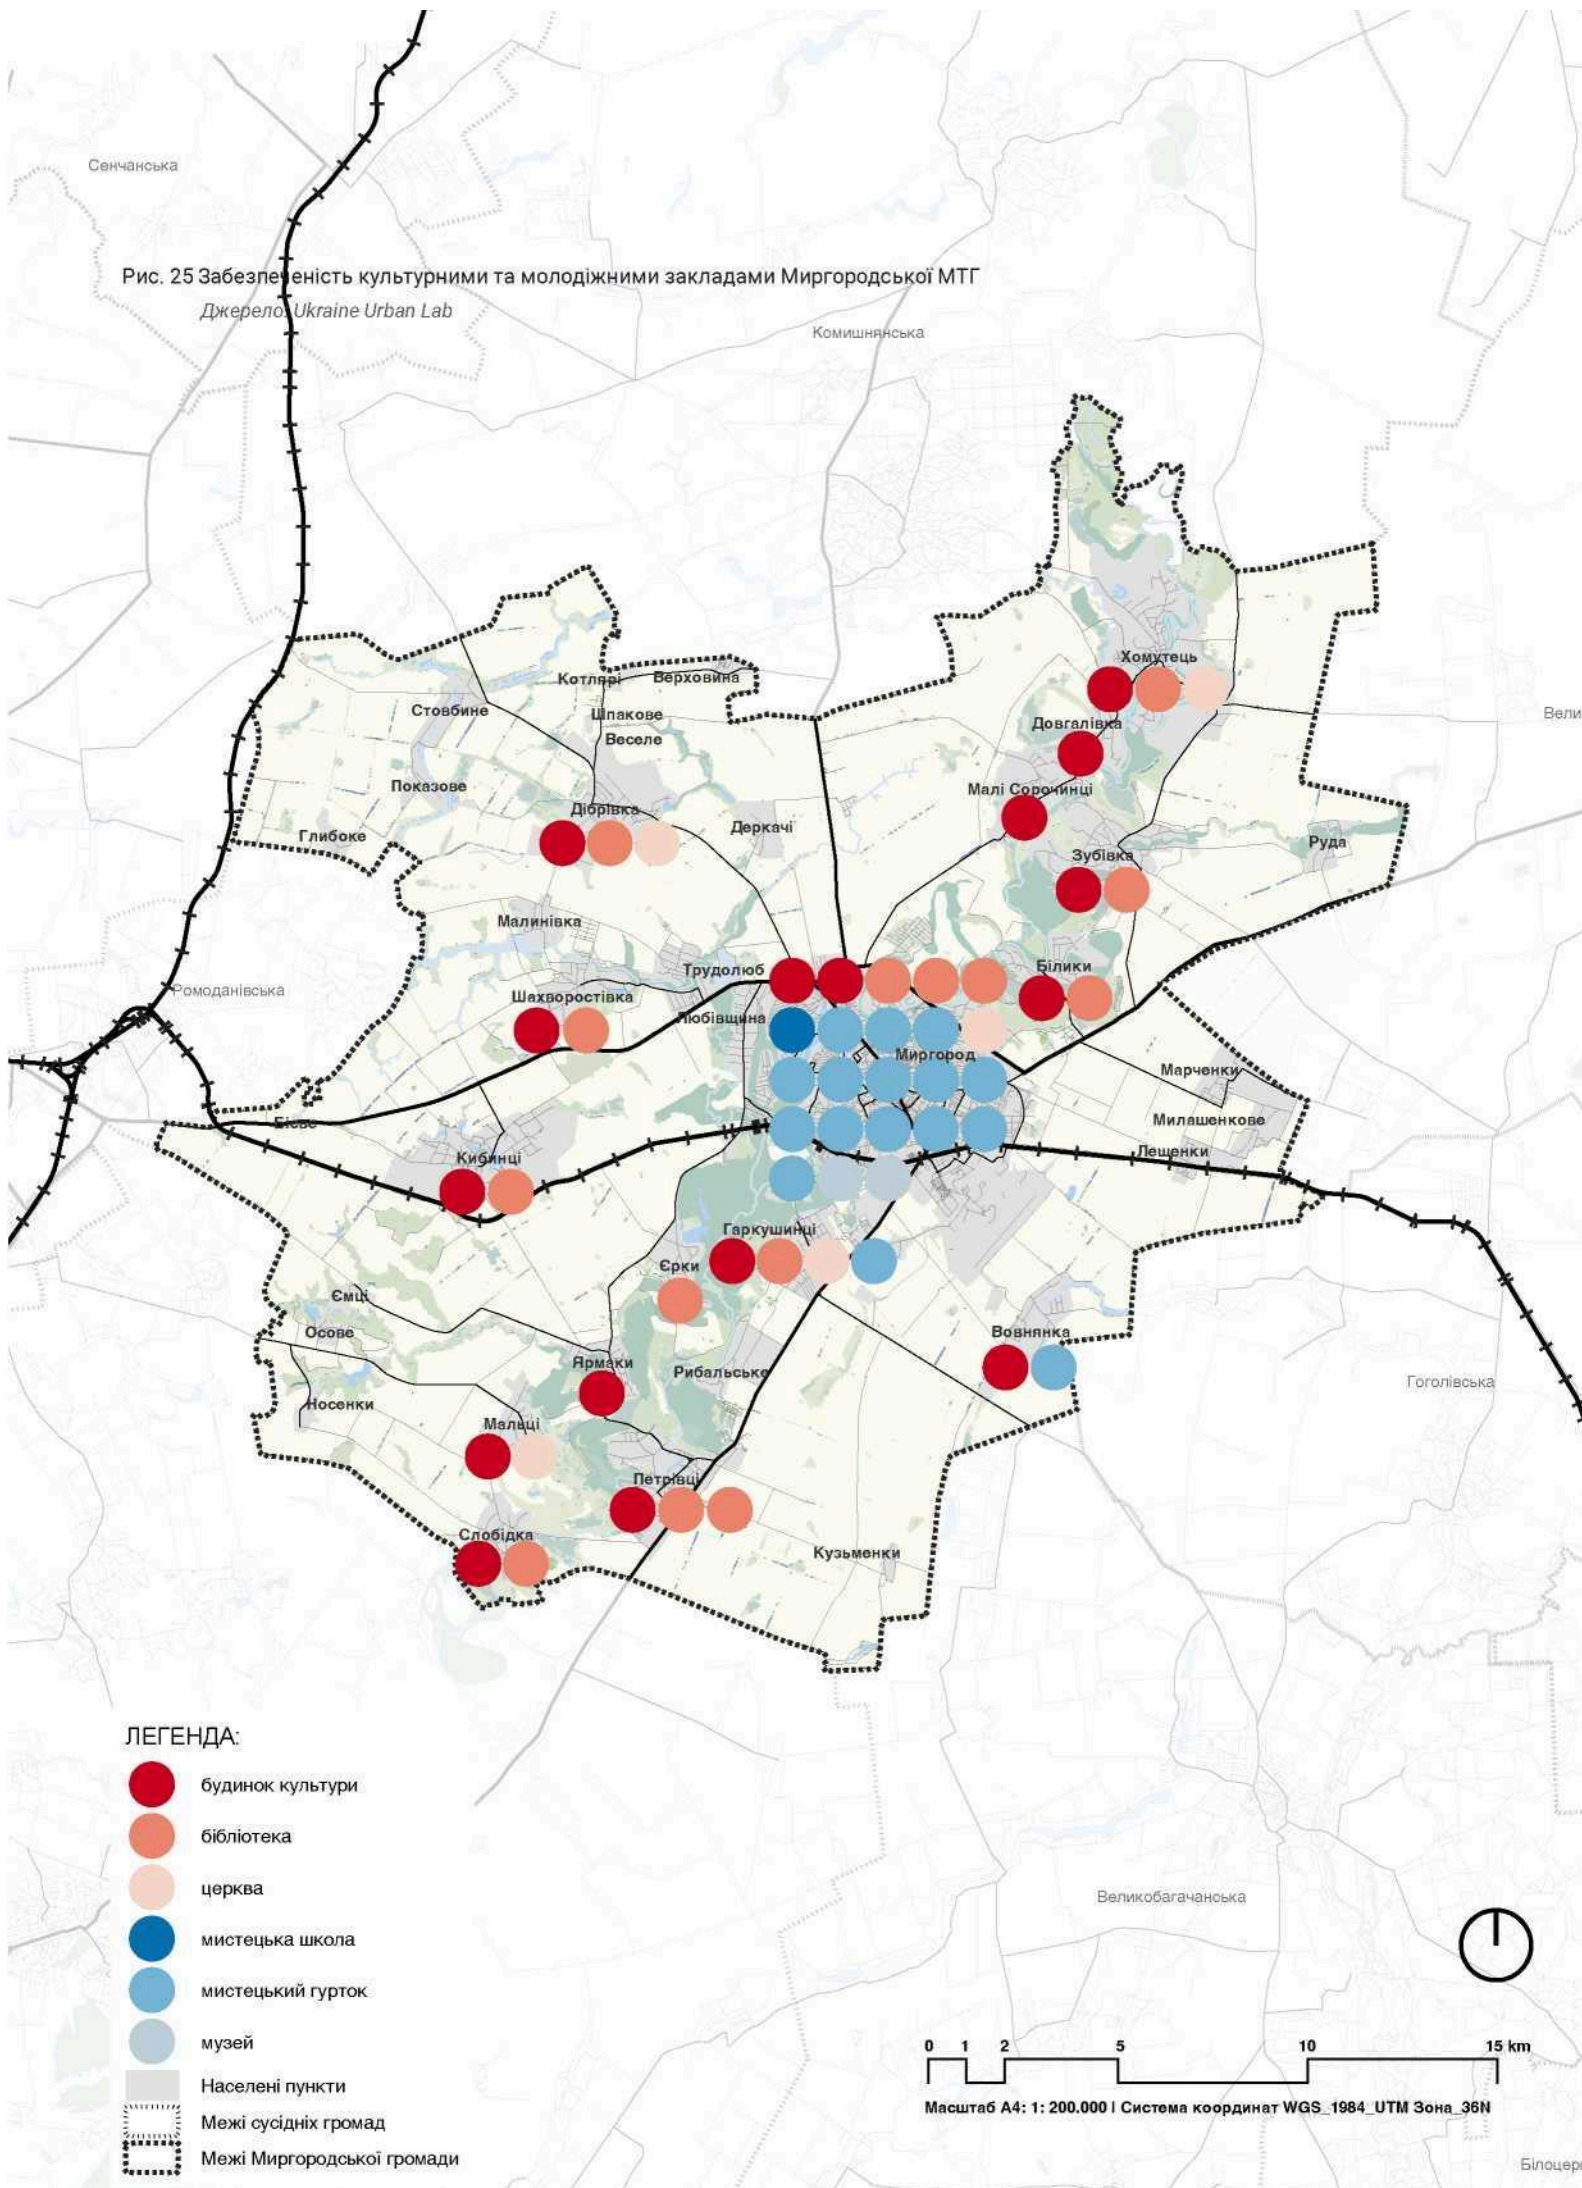 Сенчанська
Рис. 25 Забезпеченість культурними та молодіжними закладами Миргородської МТГ
Джерело: Ukraine Urban Lab
Комишнянська
Хомутець
Котлярі
Верховина
Стовбине
Шпакове
Веселе
Довгалівка
Вели
Показове
Малі Сорочинці
Дібрівка
Деркачі
Глибоке
Руда
Зубівка
Малинівка
Трудолюб
Білики
Ромоданівська
Шахворостівка
Любівщина
Миргород
Марченки
Милашенкове
Бієве
Лещенки
Кибинці
Гаркушинці
Єрки
Ємці
Осове
Вовнянка
Ярмаки
Рибальське
Гоголівська
Носенки
Мальці
Петрівці
Слобідка
Кузьменки
ЛЕГЕНДА:
будинок культури
бібліотека
церква
мистецька школа
мистецький гурток
музей
Населені пункти
Межі сусідніх громад
Межі Миргородської громади
Великобагачанська
0 1 2 5 10 15 km
Масштаб А4: 1: 200.000 | Система координат WGS_1984_UTM Зона_36N
Білоцерк